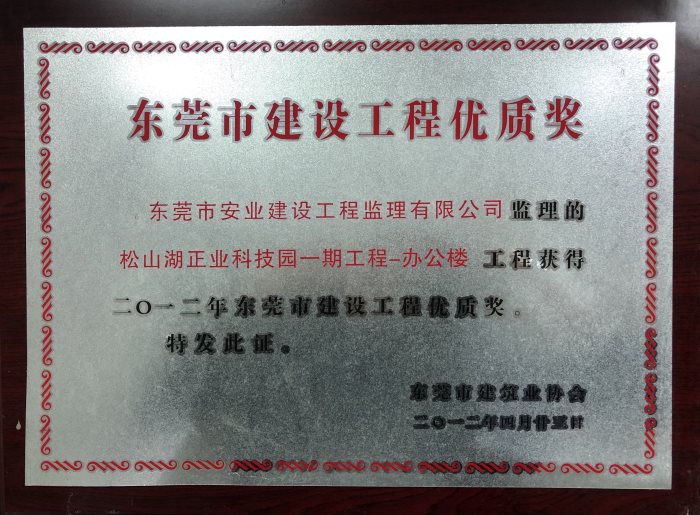 东莞市建设工程优质奖
东莞市安业建设工程监理有限公司 监理的
松山湖正业科技园一期工程-办公楼 工程获得
二〇一二年东莞市建设工程优质奖。
特发此证。
东莞市建筑业协会
二〇一二年四月廿三日